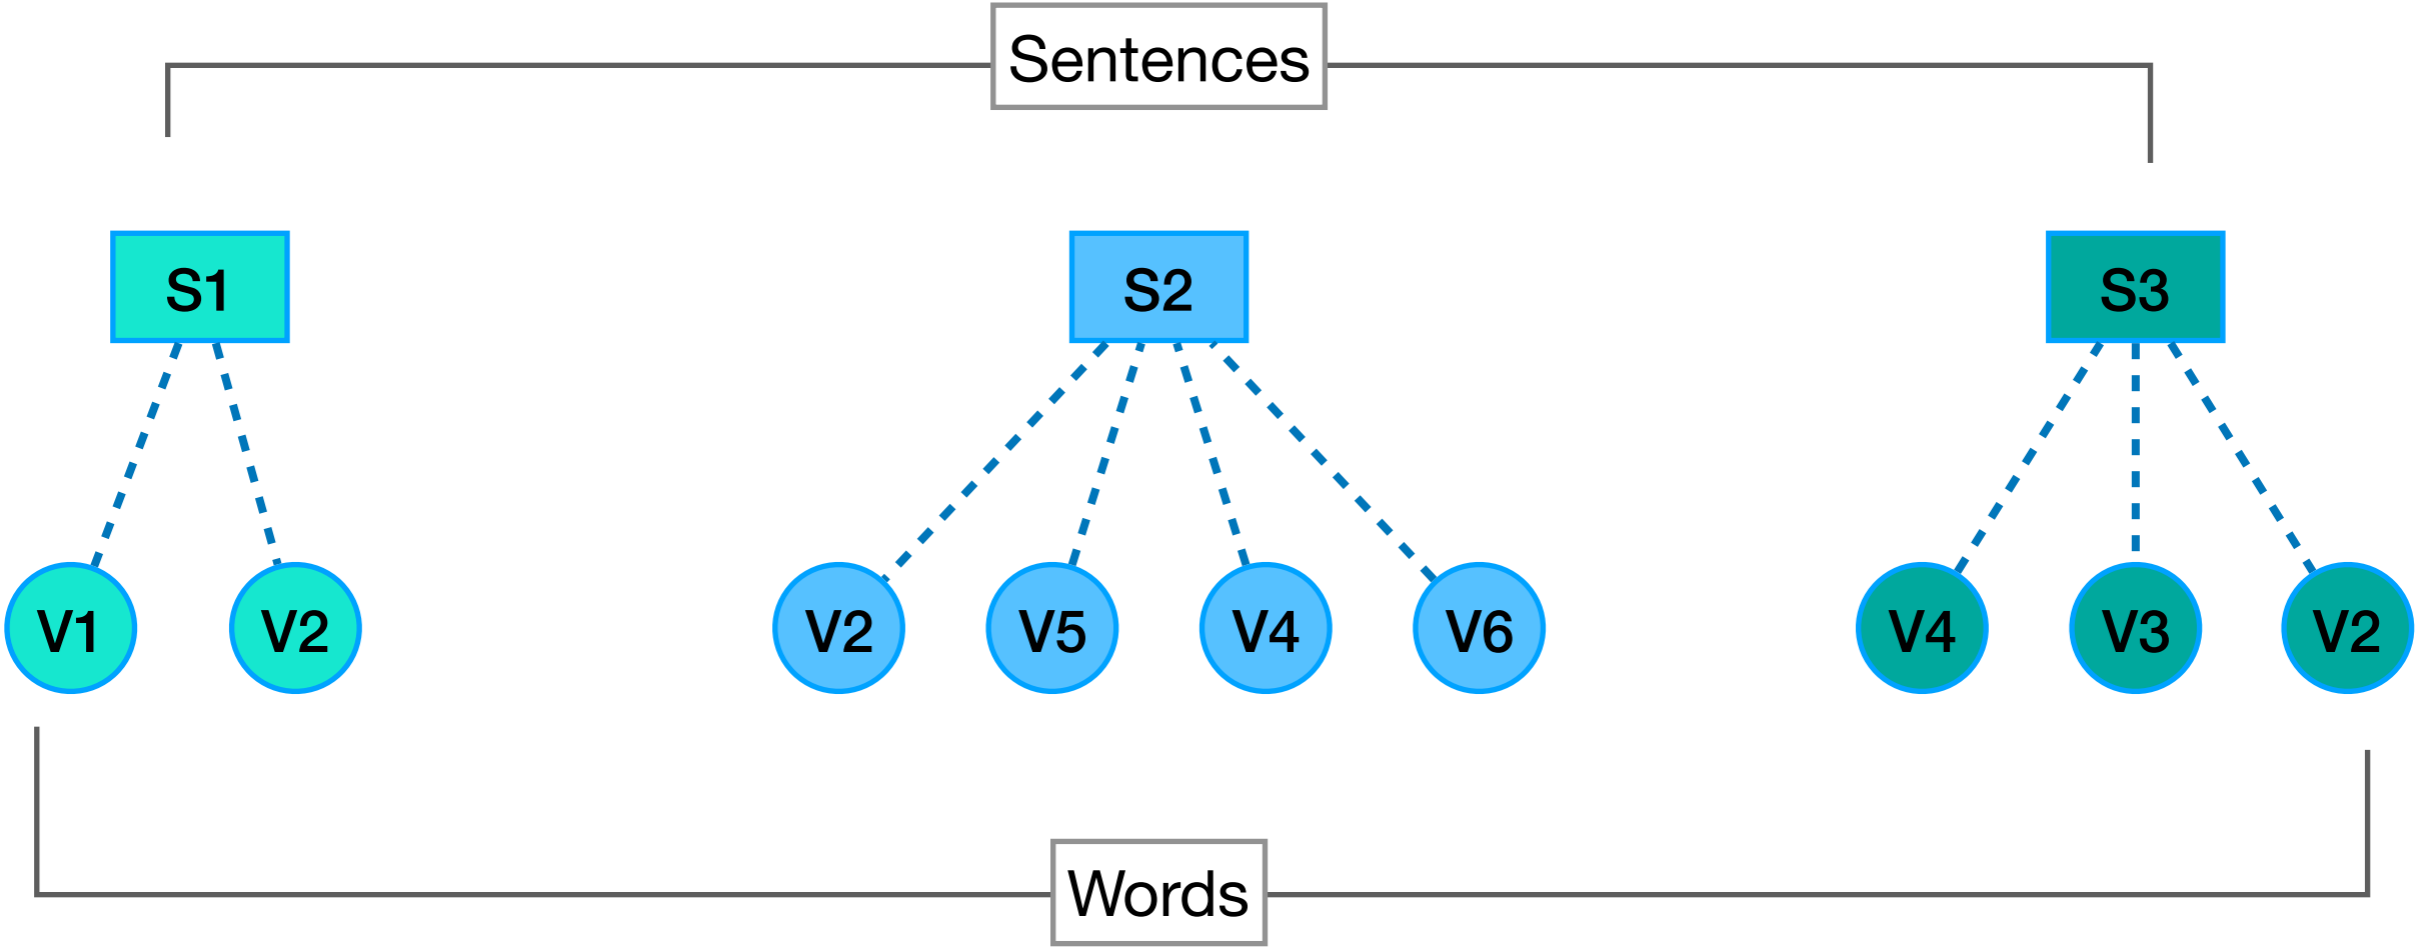 Sentences
S1 S2 S3
V1 V2 V2 V5 V4 V6 V4 V3 V2
Words